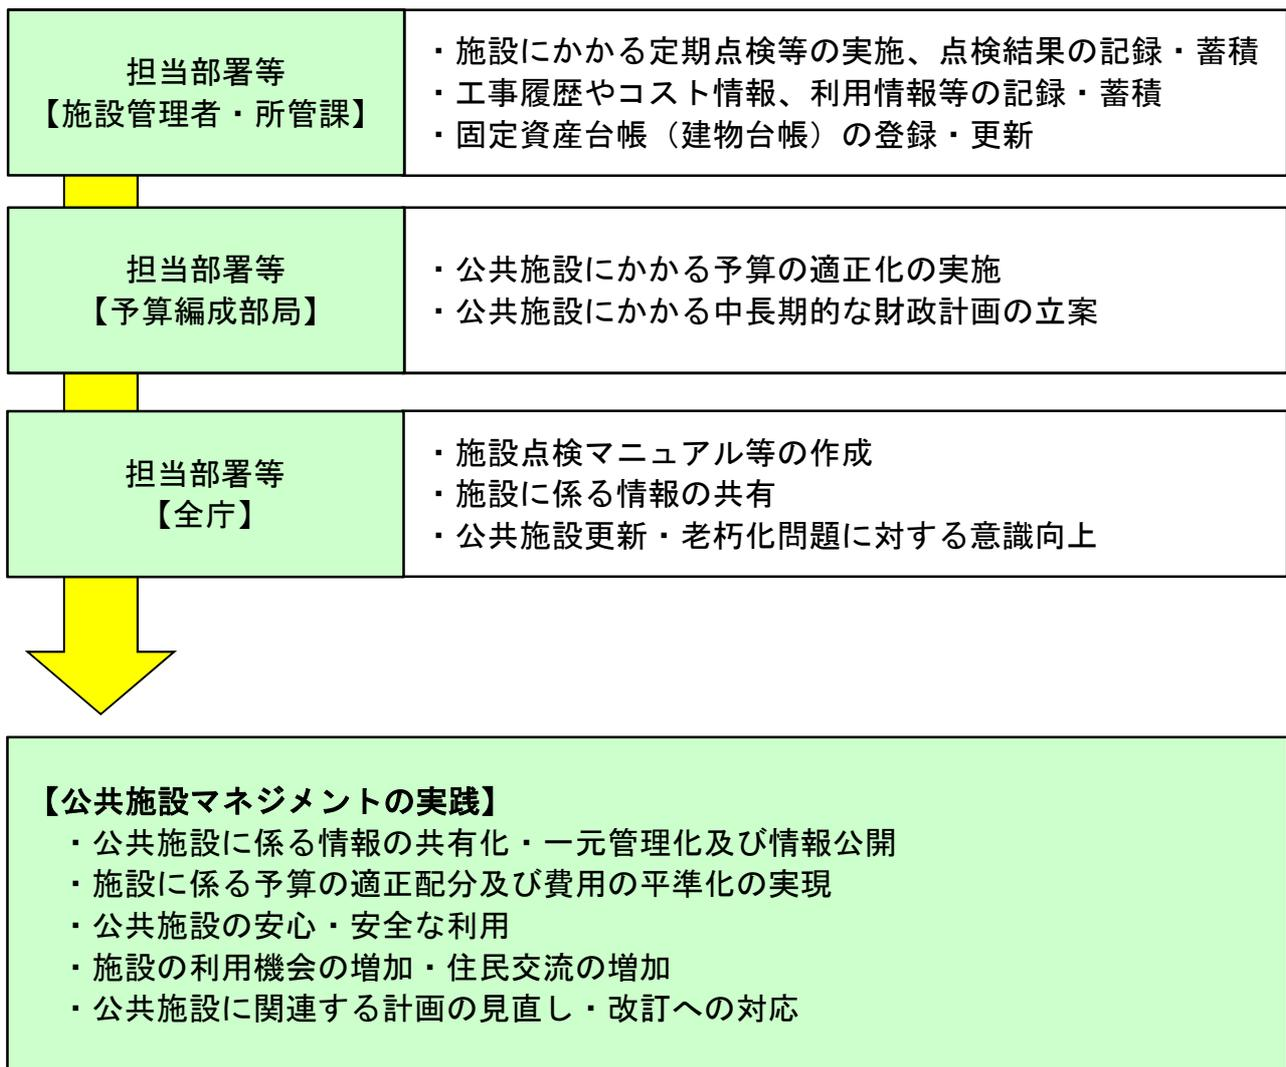 担当部署等
【施設管理者・所管課】
・施設にかかる定期点検等の実施、点検結果の記録・蓄積
・工事履歴やコスト情報、利用情報等の記録・蓄積
・固定資産台帳（建物台帳）の登録・更新
担当部署等
【予算編成部局】
・公共施設にかかる予算の適正化の実施
・公共施設にかかる中長期的な財政計画の立案
担当部署等
【全庁】
・施設点検マニュアル等の作成
・施設に係る情報の共有
・公共施設更新・老朽化問題に対する意識向上
【公共施設マネジメントの実践】
・公共施設に係る情報の共有化・一元管理化及び情報公開
・施設に係る予算の適正配分及び費用の平準化の実現
・公共施設の安心・安全な利用
・施設の利用機会の増加・住民交流の増加
・公共施設に関連する計画の見直し・改訂への対応